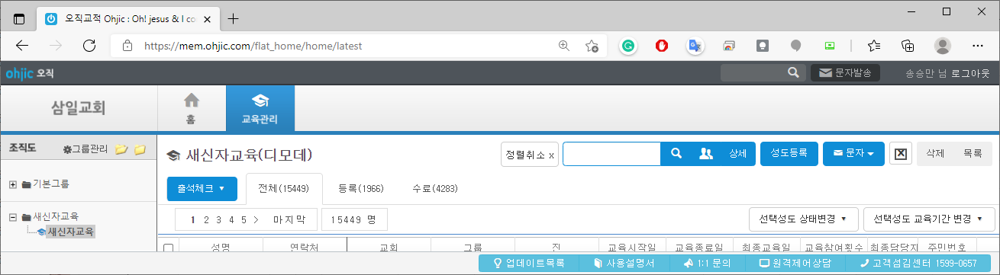 오직교적 Ohjic : Oh! jesus & I co
https://mem.ohjic.com/flat_home/home/latest
ohjic 오직
문자발송
송승만 님 로그아웃
삼일교회
홈
교육관리
조직도
그룹관리
기본그룹
새신자교육
새신자교육
새신자교육(디모데)
정렬취소 x
상세
성도등록
문자
삭제
목록
출석체크
전체(15449)
등록(1966)
수료(4283)
1 2 3 4 5 > 마지막
15449 명
선택성도 상태변경
선택성도 교육기간 변경
성명 연락처 교회 그룹 직 교육시작일 교육종료일 최종교육일 교육참여횟수 최종담당자 주민번호
업데이트목록
사용설명서
1:1 문의
원격제어상담
고객섬김센터 1599-0657